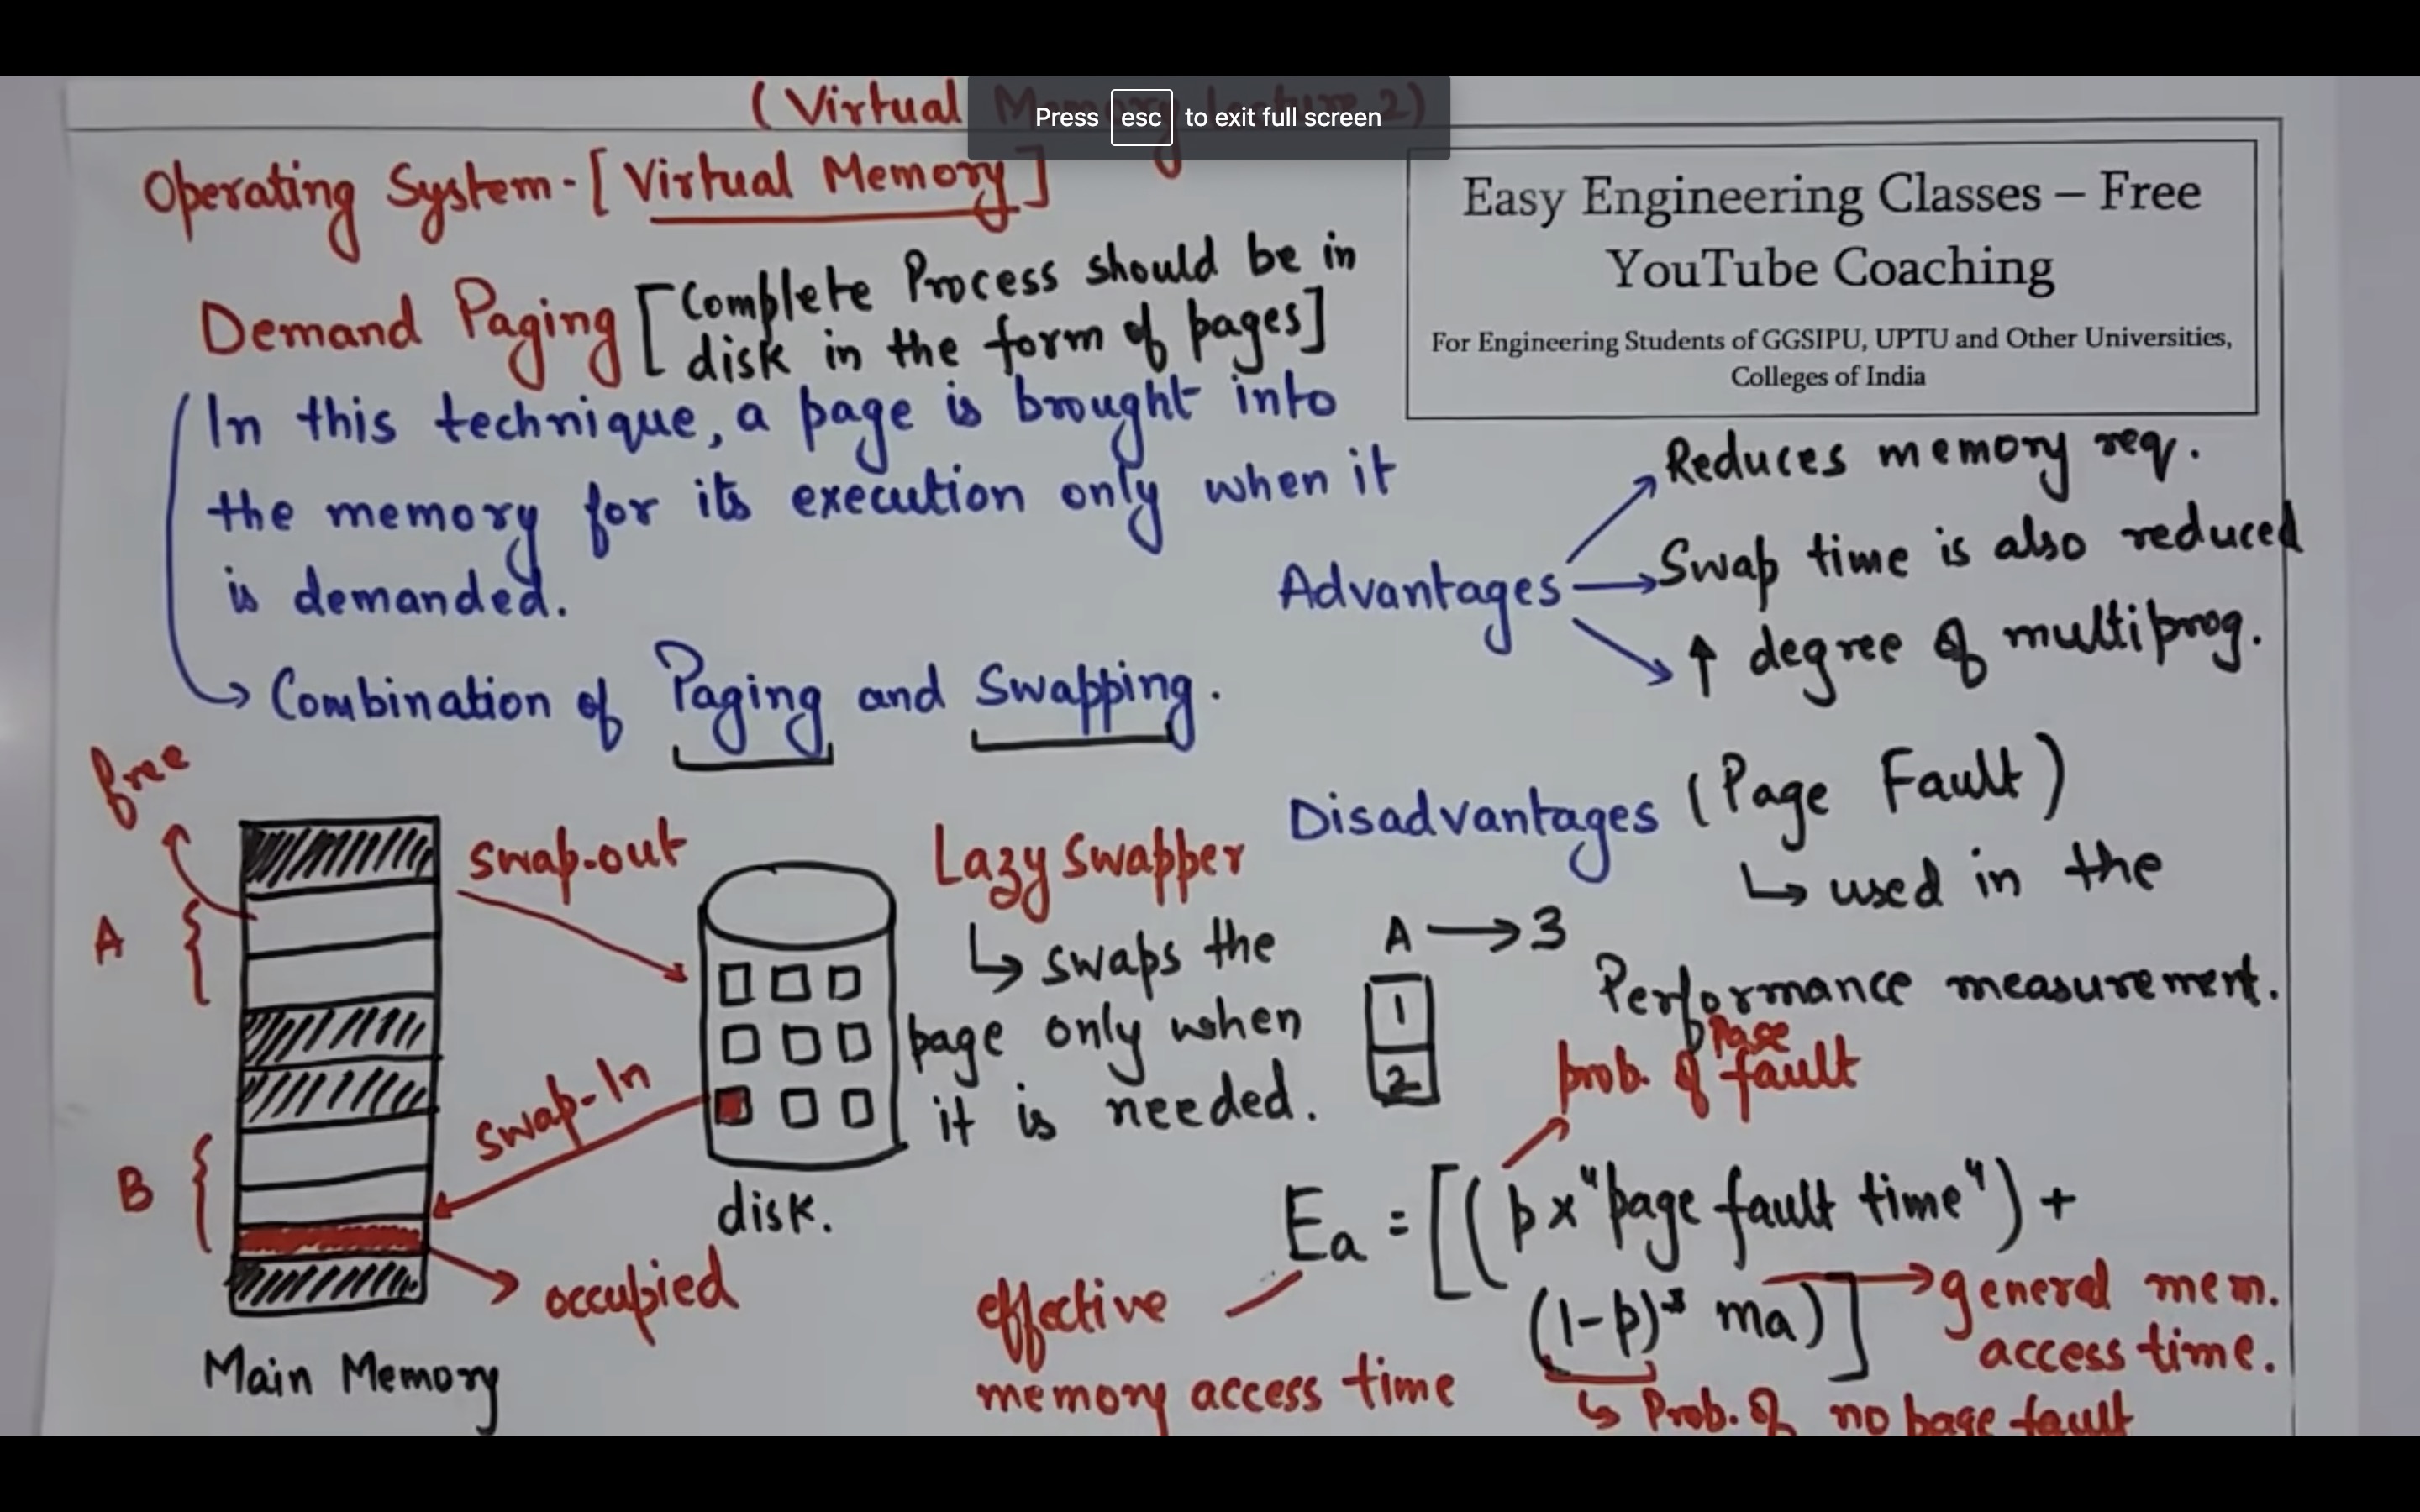 (Virtual Memory Lecture 2)
Press esc to exit full screen
Operating System-[Virtual Memory]
Easy Engineering Classes – Free
YouTube Coaching
For Engineering Students of GGSIPU, UPTU and Other Universities,
Colleges of India
Demand Paging [Complete Process should be in
disk in the form of pages]
In this technique, a page is brought into
the memory for its execution only when it
is demanded.
→ Combination of Paging and Swapping.
Advantages
→ Reduces memory req.
→ Swap time is also reduced
→ ↑ degree of multiprog.
Disadvantages (Page Fault)
↳ used in the
Performance measurement.
free
A
B
swap-out
swap-In
occupied
Main Memory
disk.
Lazy swapper
↳ swaps the
page only when
it is needed.
A → 3
1
2
prob. of Page fault
Ea = [(p x "page fault time") +
(1-p) x ma)]
effective
memory access time
general mem.
access time.
↳ Prob. of no page fault